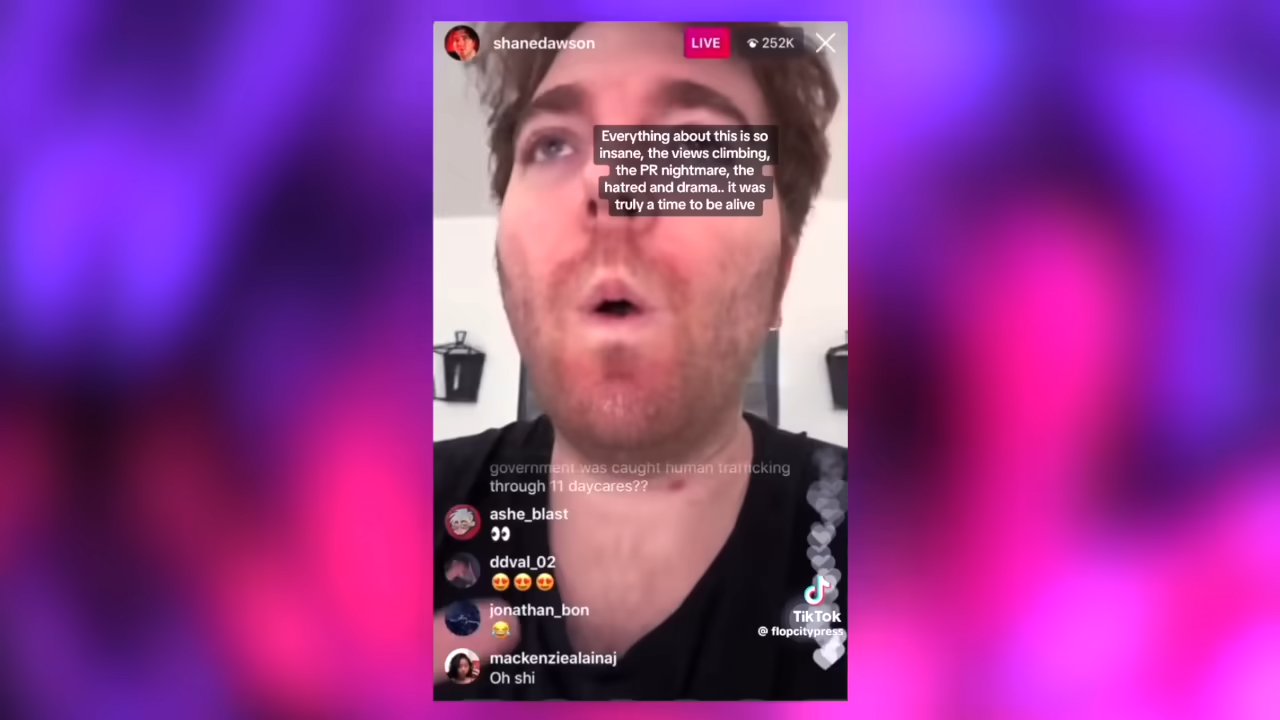 shanedawson
LIVE
252K
Everything about this is so
insane, the views climbing,
the PR nightmare, the
hatred and drama.. it was
truly a time to be alive
government was caught human trafficking
through 11 daycares??
ashe_blast
👀
ddval_02
😍😍😍
jonathan_bon
😂
mackenziealainaj
Oh shi
TikTok
@ flopcitypress